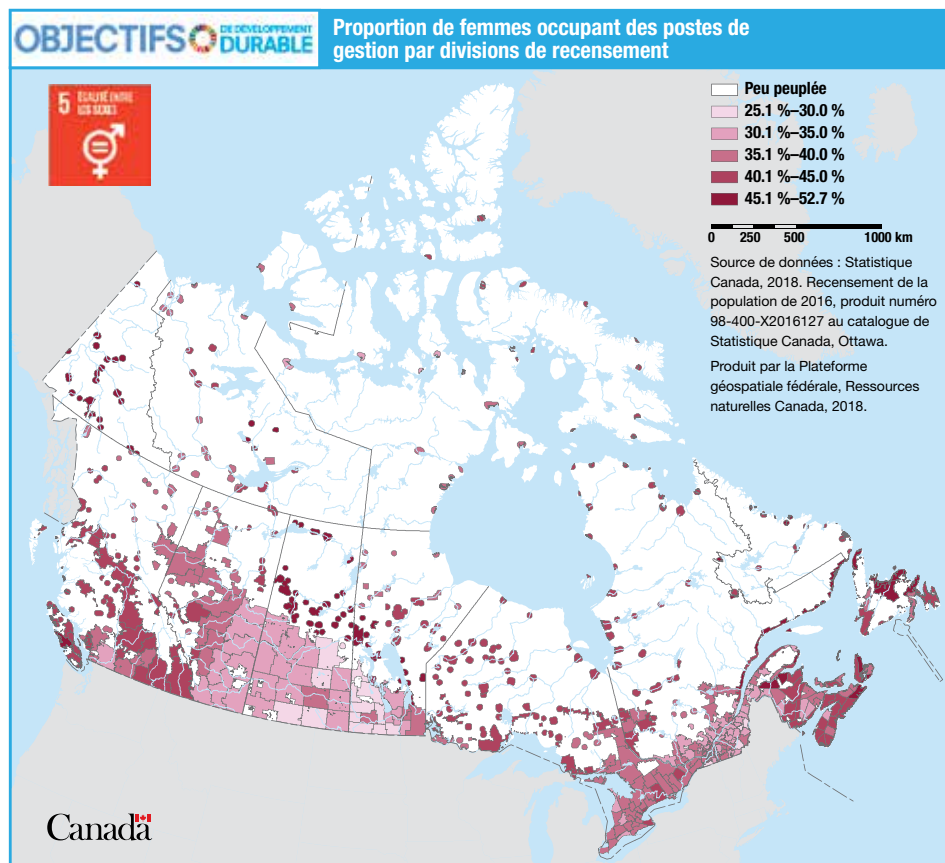 OBJECTIFS DE DÉVELOPPEMENT
DURABLE
Proportion de femmes occupant des postes de
gestion par divisions de recensement
5 ÉGALITÉ ENTRE
LES SEXES
Peu peuplée
25.1 %–30.0 %
30.1 %–35.0 %
35.1 %–40.0 %
40.1 %–45.0 %
45.1 %–52.7 %
0 250 500 1000 km
Source de données : Statistique
Canada, 2018. Recensement de la
population de 2016, produit numéro
98-400-X2016127 au catalogue de
Statistique Canada, Ottawa.
Produit par la Plateforme
géospatiale fédérale, Ressources
naturelles Canada, 2018.
Canada